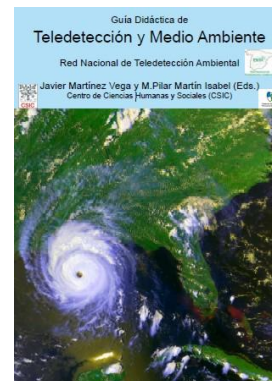 Guía Didáctica de
Teledetección y Medio Ambiente
Red Nacional de Teledetección Ambiental
Javier Martínez Vega y M.Pilar Martín Isabel (Eds.)
Centro de Ciencias Humanas y Sociales (CSIC)
CSIC